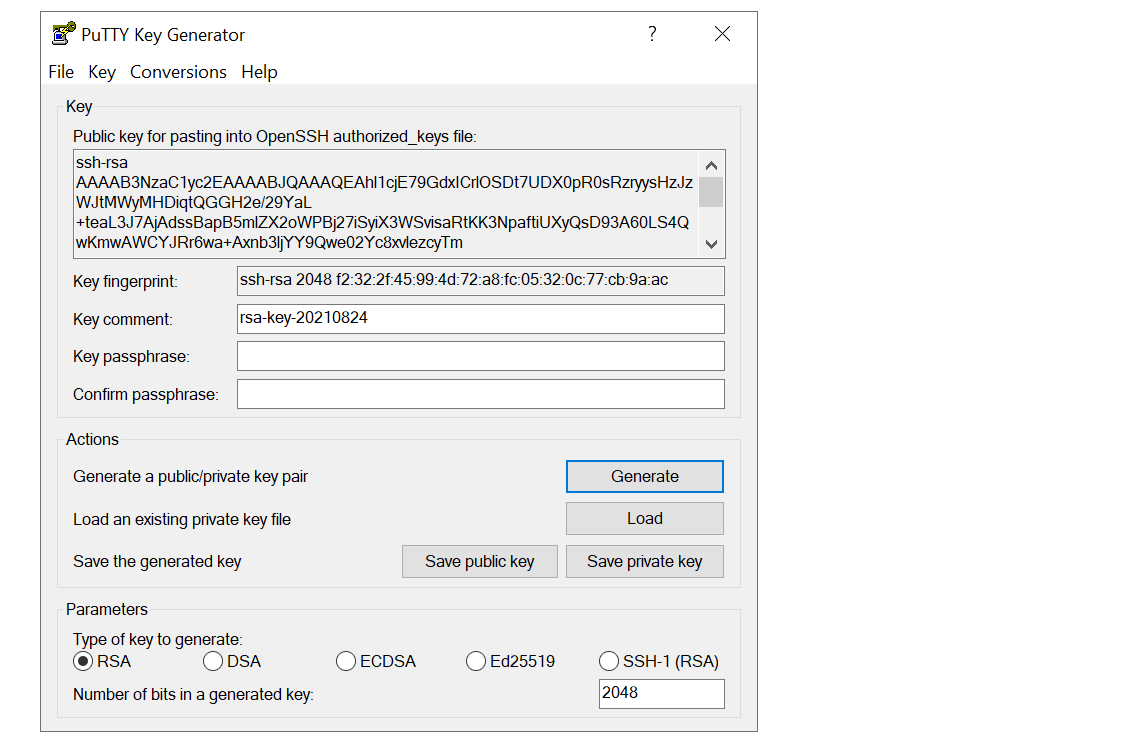 PuTTY Key Generator
?
File Key Conversions Help
Key
Public key for pasting into OpenSSH authorized_keys file:
ssh-rsa
AAAAB3NzaC1yc2EAAAABJQAAAQEAhl1cjE79GdxICrlOSDt7UDX0pR0sRzryysHzJz
WJtMWyMHDiqtQGGH2e/29YaL
+teaL3J7AjAdssBapB5mlZX2oWPBj27iSyiX3WSvisaRtKK3NpaftiUXyQsD93A60LS4Q
wKmwAWCYJRr6wa+Axnb3ljYY9Qwe02Yc8xvlezcyTm
Key fingerprint: ssh-rsa 2048 f2:32:2f:45:99:4d:72:a8:fc:05:32:0c:77:cb:9a:ac
Key comment: rsa-key-20210824
Key passphrase:
Confirm passphrase:
Actions
Generate a public/private key pair Generate
Load an existing private key file Load
Save the generated key Save public key Save private key
Parameters
Type of key to generate:
RSA DSA ECDSA Ed25519 SSH-1 (RSA)
Number of bits in a generated key: 2048